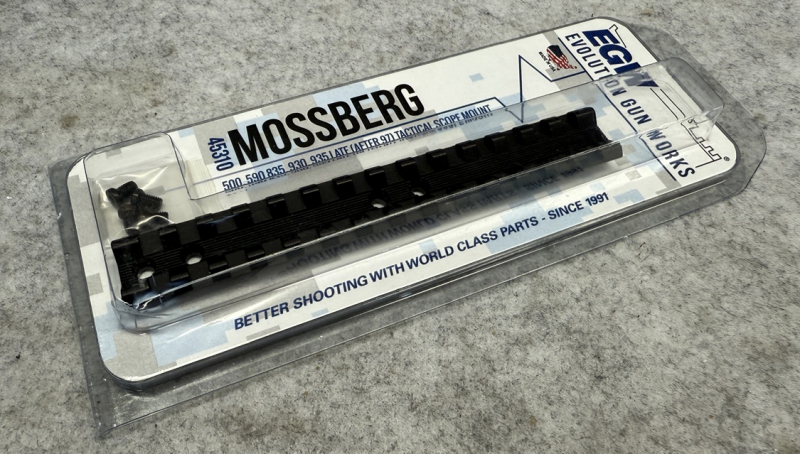 EGW
EVOLUTION GUN WORKS
®
45310
MOSSBERG
500, 590, 835, 930, 935 LATE (AFTER 97) TACTICAL SCOPE MOUNT
BETTER SHOOTING WITH WORLD CLASS PARTS - SINCE 1991